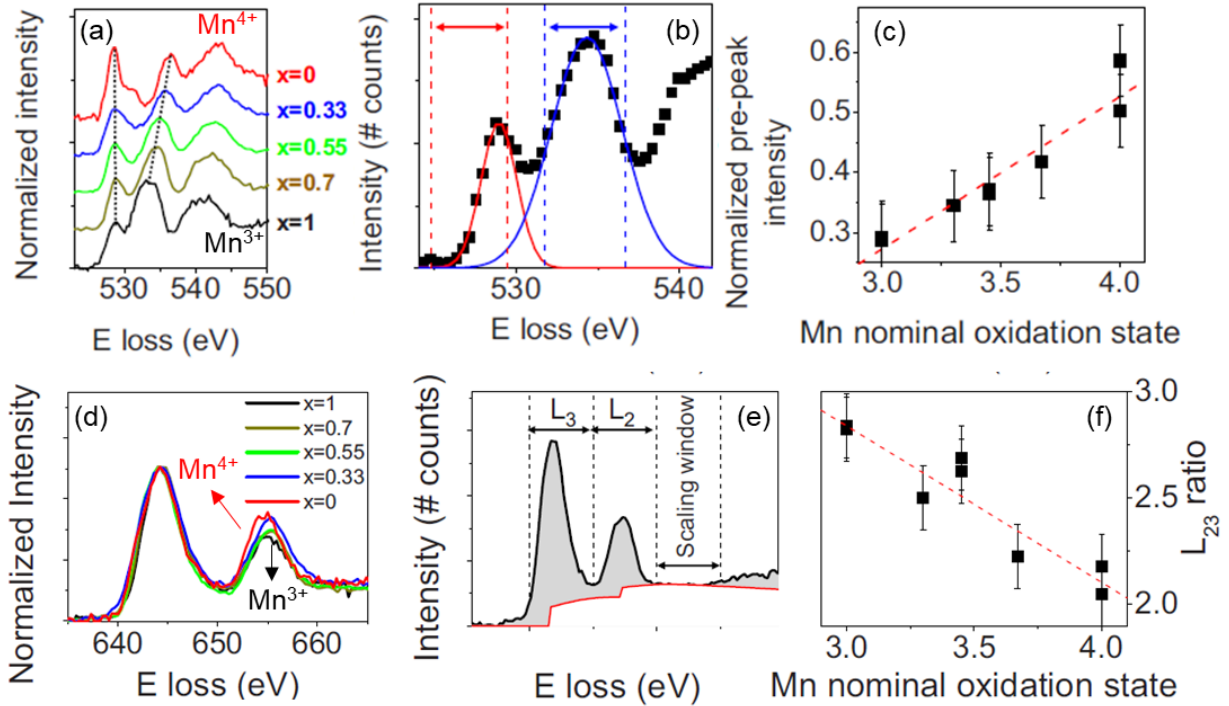 (a)
Mn4+
x=0
x=0.33
x=0.55
x=0.7
x=1
Mn3+
Normalized intensity
530 540 550
E loss (eV)
(b)
Intensity (# counts)
530 540
E loss (eV)
(c)
Normalized pre-peak
intensity
0.6
0.5
0.4
0.3
3.0 3.5 4.0
Mn nominal oxidation state
(d)
x=1
x=0.7
x=0.55
x=0.33
x=0
Mn4+
Mn3+
Normalized Intensity
640 650 660
E loss (eV)
(e)
L3 L2
Scaling window
Intensity (# counts)
E loss (eV)
(f)
3.0
2.5
2.0
L23 ratio
3.0 3.5 4.0
Mn nominal oxidation state